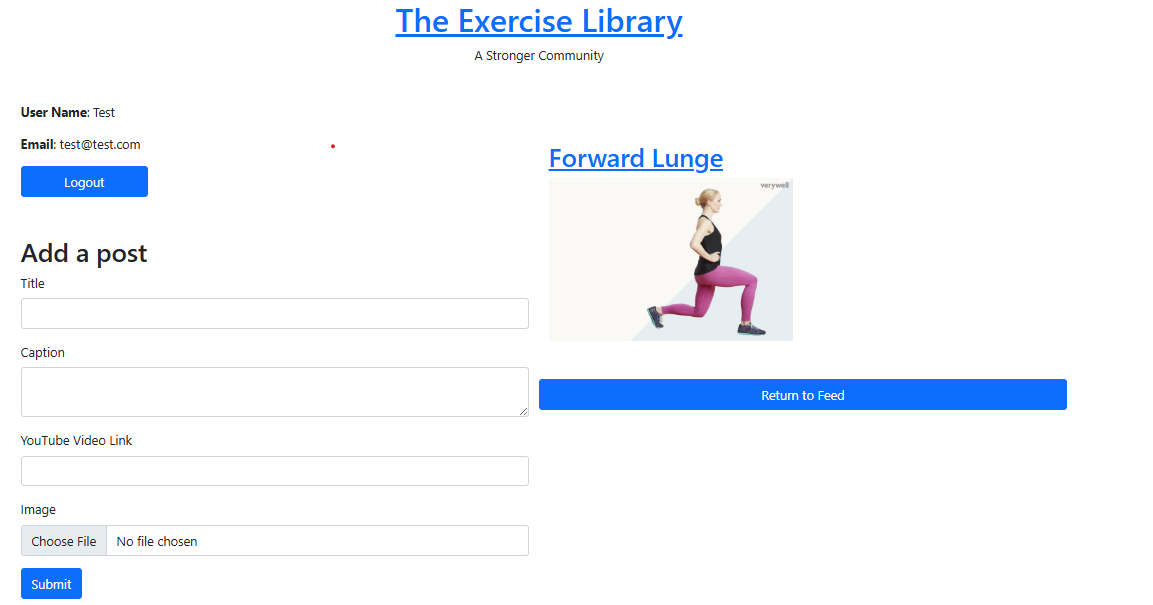 The Exercise Library
A Stronger Community
User Name: Test
Email: test@test.com
Logout
Add a post
Title
Caption
YouTube Video Link
Image
Choose File No file chosen
Submit
Forward Lunge
verywell
Return to Feed